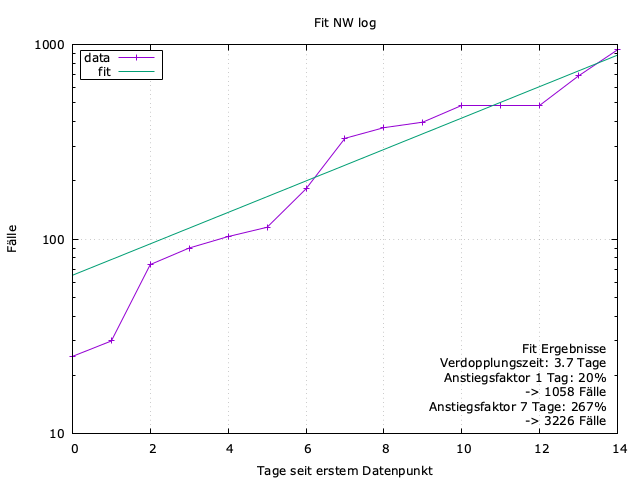 Fit NW log
1000
100
10
Fälle
data
fit
Fit Ergebnisse
Verdopplungszeit: 3.7 Tage
Anstiegsfaktor 1 Tag: 20%
-> 1058 Fälle
Anstiegsfaktor 7 Tage: 267%
-> 3226 Fälle
0 2 4 6 8 10 12 14
Tage seit erstem Datenpunkt